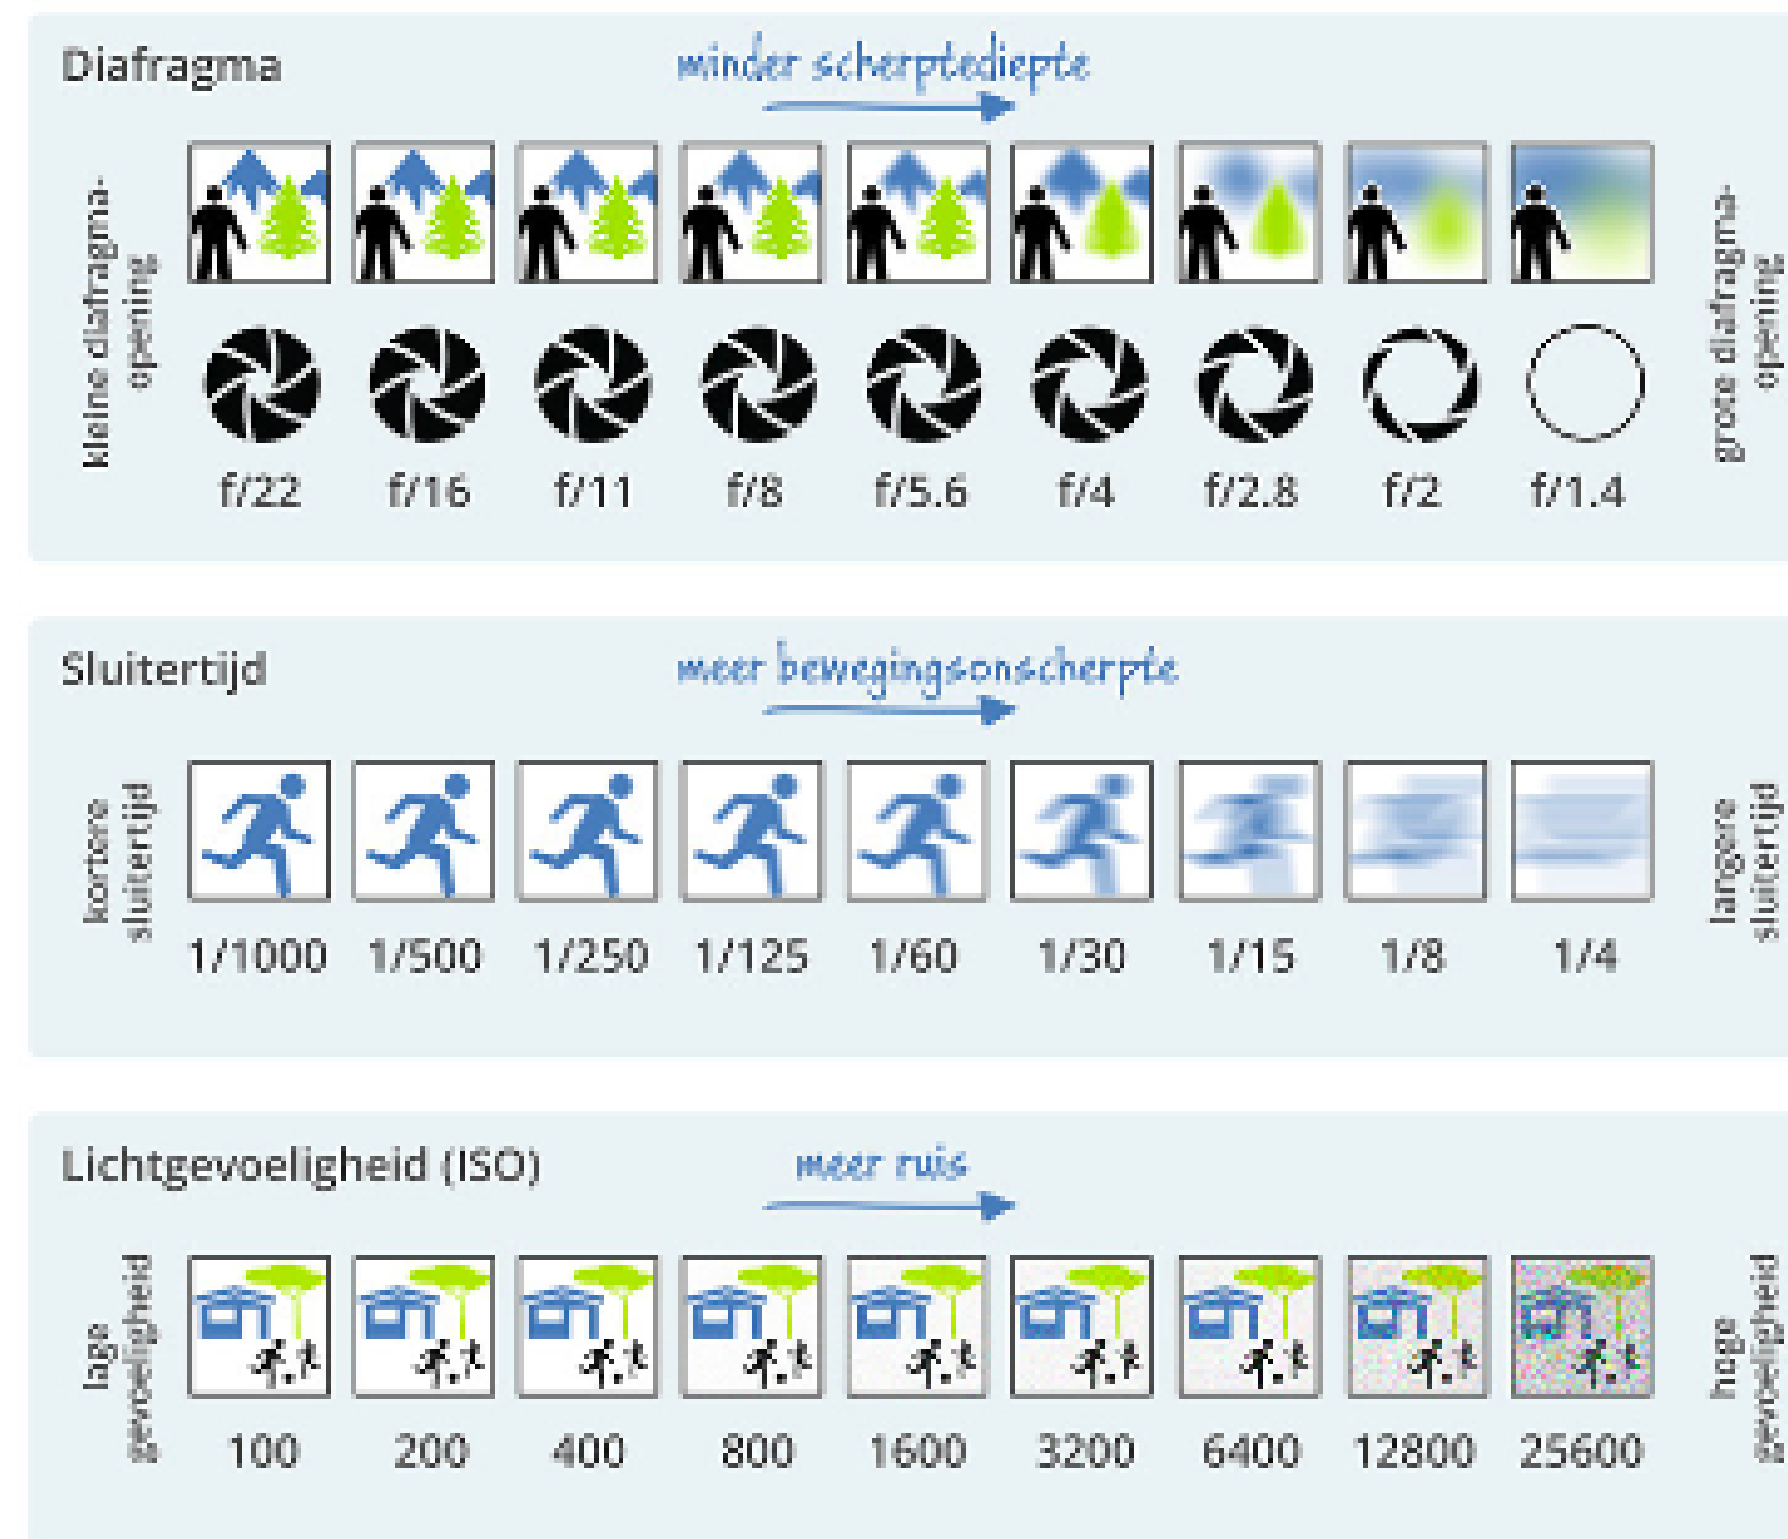 Diafragma
minder scherptediepte
kleine diafragma-
opening
grote diafragma-
opening
f/22 f/16 f/11 f/8 f/5.6 f/4 f/2.8 f/2 f/1.4
Sluitertijd
meer bewegingsonscherpte
kortere
sluitertijd
langere
sluitertijd
1/1000 1/500 1/250 1/125 1/60 1/30 1/15 1/8 1/4
Lichtgevoeligheid (ISO)
meer ruis
lage
gevoeligheid
hoge
gevoeligheid
100 200 400 800 1600 3200 6400 12800 25600